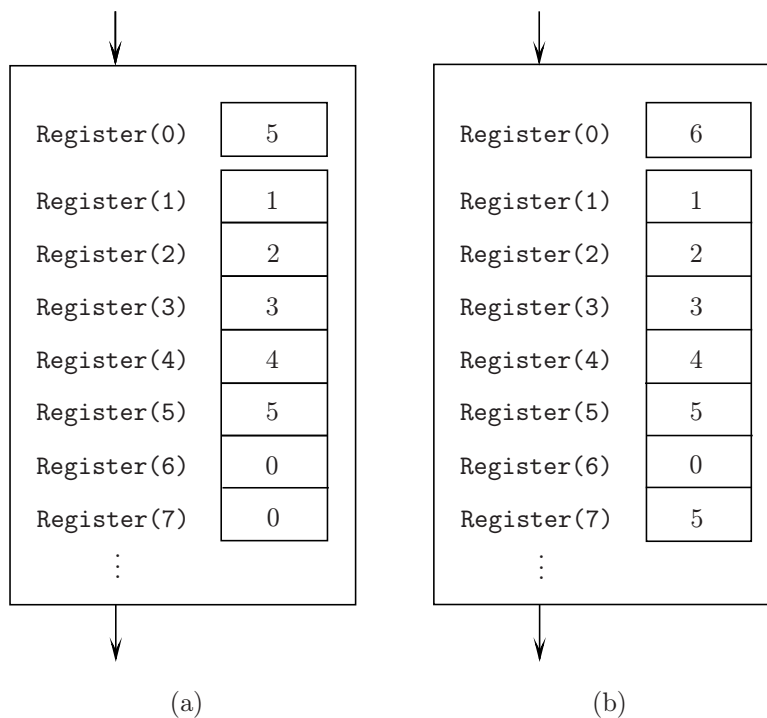 Register(0) 5
Register(1) 1
Register(2) 2
Register(3) 3
Register(4) 4
Register(5) 5
Register(6) 0
Register(7) 0
⋮
(a)
Register(0) 6
Register(1) 1
Register(2) 2
Register(3) 3
Register(4) 4
Register(5) 5
Register(6) 0
Register(7) 5
⋮
(b)